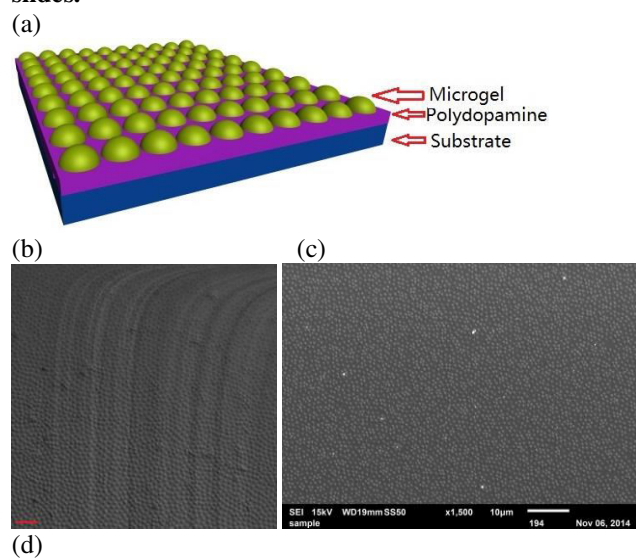 slides.
(a)
Microgel
Polydopamine
Substrate
(b) (c)
SEI 15kV WD19mm SS50 x1,500 10μm
sample 194 Nov 06, 2014
(d)